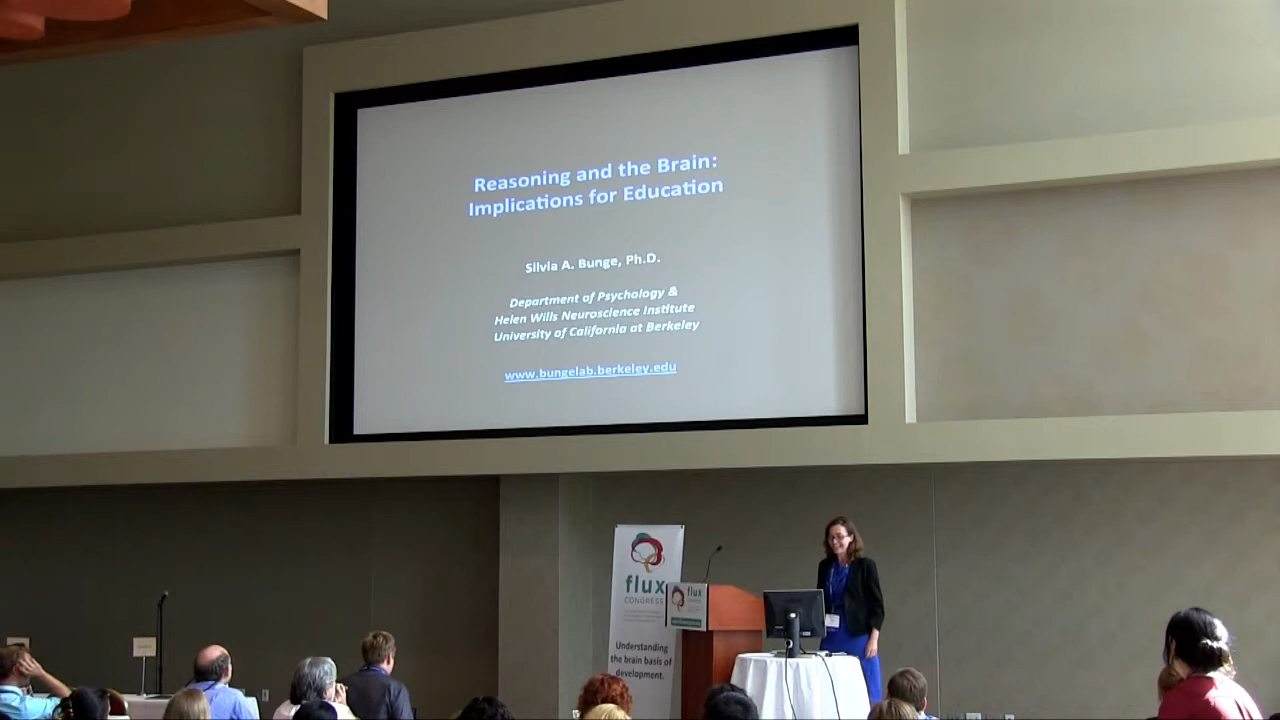 Reasoning and the Brain:
Implications for Education
Silvia A. Bunge, Ph.D.
Department of Psychology &
Helen Wills Neuroscience Institute
University of California at Berkeley
www.bungelab.berkeley.edu
flux
CONGRESS
Understanding
the brain basis of
development.
flux